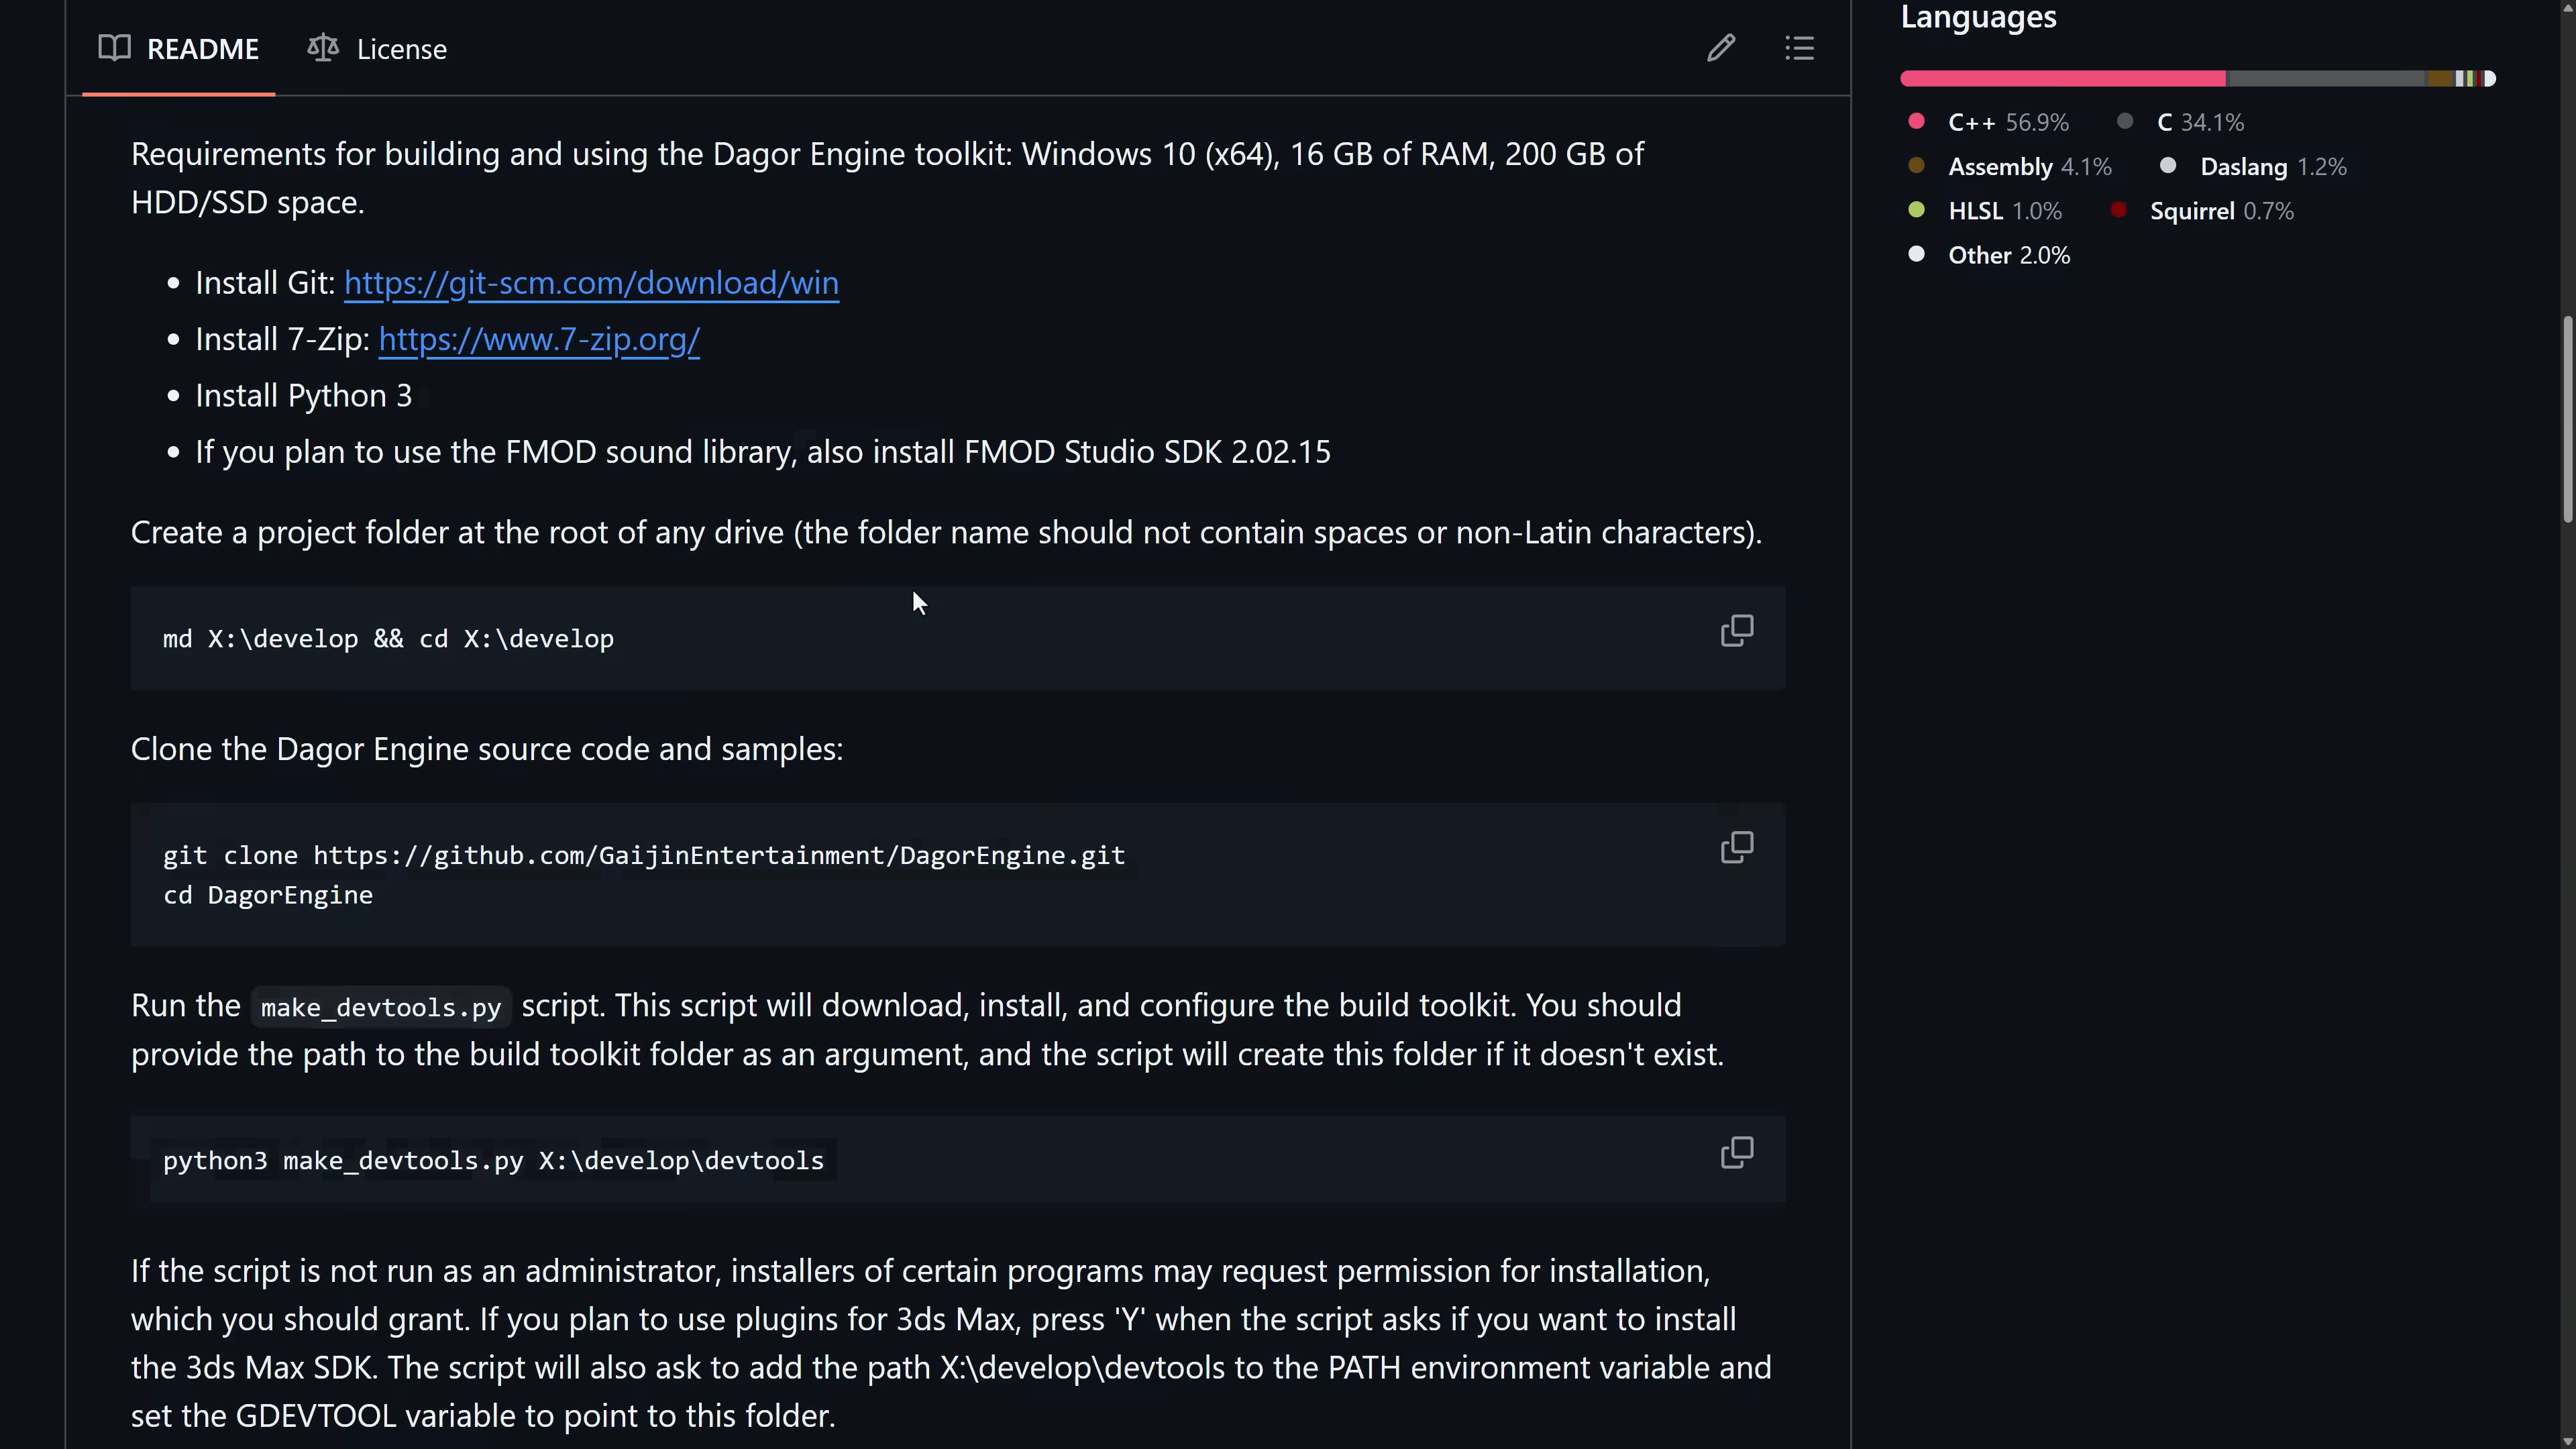 README
License
Requirements for building and using the Dagor Engine toolkit: Windows 10 (x64), 16 GB of RAM, 200 GB of
HDD/SSD space.
Install Git: https://git-scm.com/download/win
Install 7-Zip: https://www.7-zip.org/
Install Python 3
If you plan to use the FMOD sound library, also install FMOD Studio SDK 2.02.15
Create a project folder at the root of any drive (the folder name should not contain spaces or non-Latin characters).
md X:\develop && cd X:\develop
Clone the Dagor Engine source code and samples:
git clone https://github.com/GaijinEntertainment/DagorEngine.git
cd DagorEngine
Run the make_devtools.py script. This script will download, install, and configure the build toolkit. You should
provide the path to the build toolkit folder as an argument, and the script will create this folder if it doesn't exist.
python3 make_devtools.py X:\develop\devtools
If the script is not run as an administrator, installers of certain programs may request permission for installation,
which you should grant. If you plan to use plugins for 3ds Max, press 'Y' when the script asks if you want to install
the 3ds Max SDK. The script will also ask to add the path X:\develop\devtools to the PATH environment variable and
set the GDEVTOOL variable to point to this folder.
Languages
C++ 56.9% C 34.1%
Assembly 4.1% Daslang 1.2%
HLSL 1.0% Squirrel 0.7%
Other 2.0%